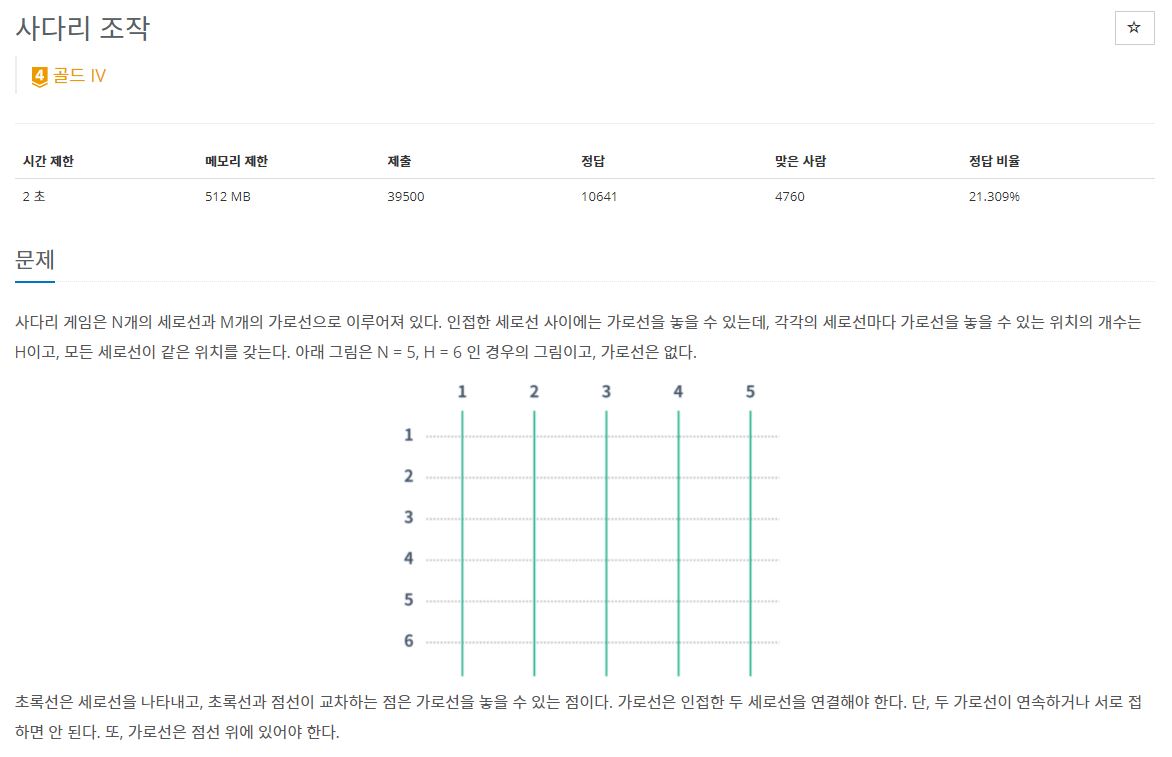 사다리 조작
☆
4 골드 IV
시간 제한 메모리 제한 제출 정답 맞은 사람 정답 비율
2 초 512 MB 39500 10641 4760 21.309%
문제
사다리 게임은 N개의 세로선과 M개의 가로선으로 이루어져 있다. 인접한 세로선 사이에는 가로선을 놓을 수 있는데, 각각의 세로선마다 가로선을 놓을 수 있는 위치의 개수는
H이고, 모든 세로선이 같은 위치를 갖는다. 아래 그림은 N = 5, H = 6 인 경우의 그림이고, 가로선은 없다.
1 2 3 4 5
1
2
3
4
5
6
초록선은 세로선을 나타내고, 초록선과 점선이 교차하는 점은 가로선을 놓을 수 있는 점이다. 가로선은 인접한 두 세로선을 연결해야 한다. 단, 두 가로선이 연속하거나 서로 접
하면 안 된다. 또, 가로선은 점선 위에 있어야 한다.